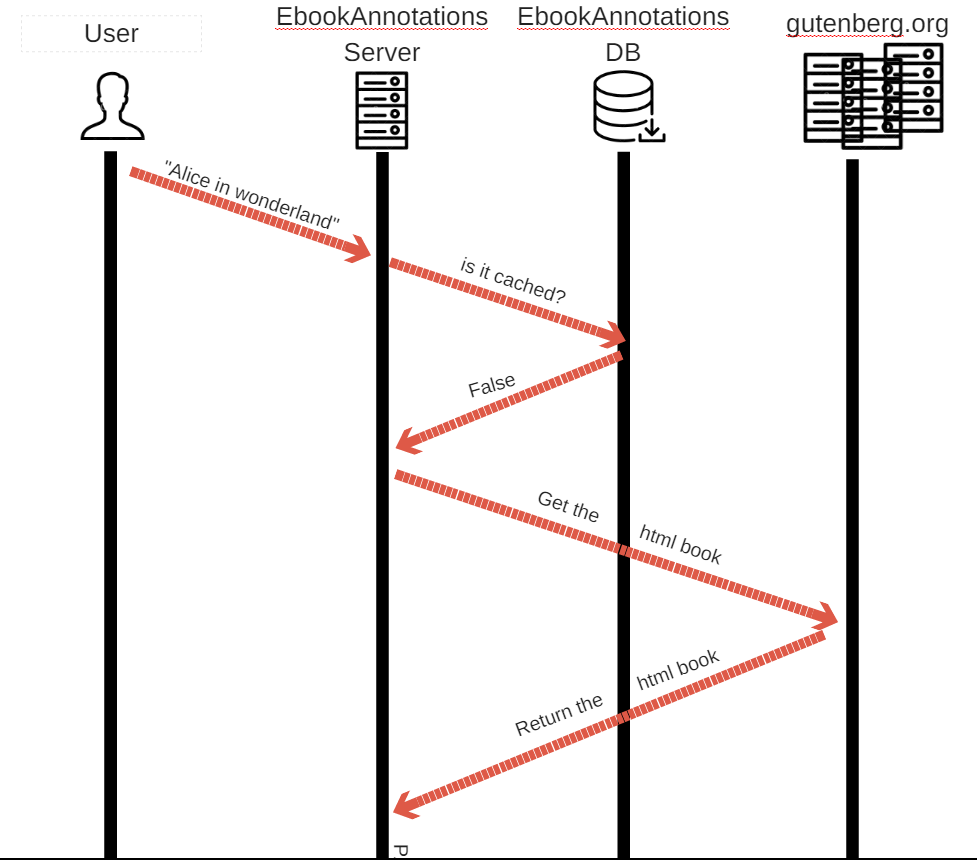 User
EbookAnnotations
Server
EbookAnnotations
DB
gutenberg.org
"Alice in wonderland"
is it cached?
False
Get the html book
Return the html book
P